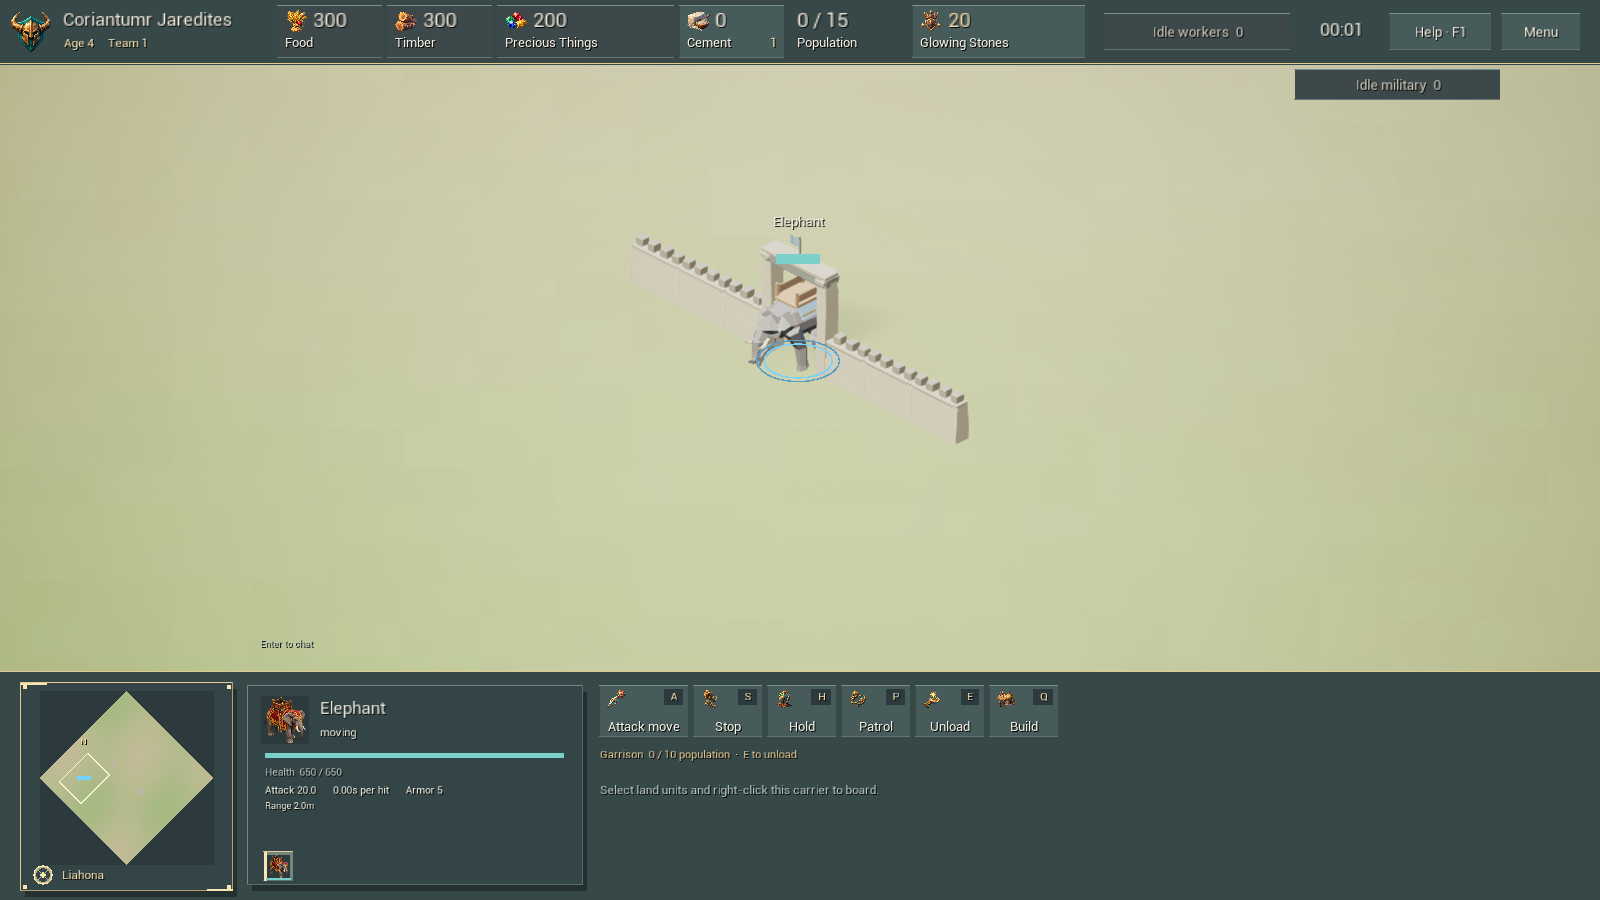 Coriantumr Jaredites
Age 4 Team 1
300
Food
300
Timber
200
Precious Things
0
Cement 1
0 / 15
Population
20
Glowing Stones
Idle workers 0
00:01
Help · F1
Menu
Idle military 0
Elephant
Enter to chat
N
Liahona
Elephant
moving
Health 650 / 650
Attack 20.0 0.00s per hit Armor 5
Range 2.0m
A
Attack move
S
Stop
H
Hold
P
Patrol
E
Unload
Q
Build
Garrison 0 / 10 population · E to unload
Select land units and right-click this carrier to board.